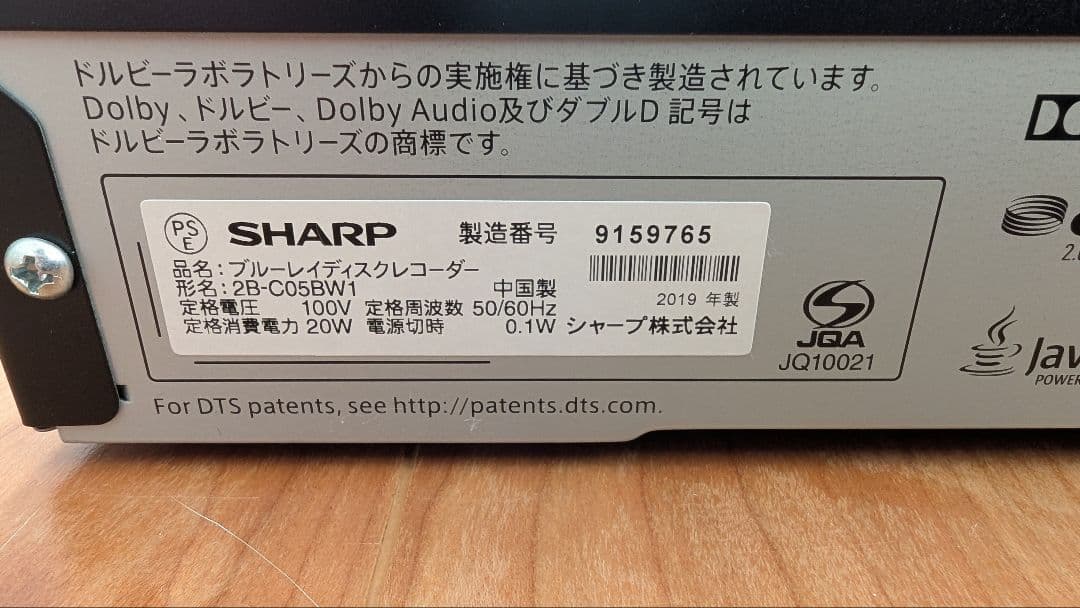 ドルビーラボラトリーズからの実施権に基づき製造されています。
Dolby、ドルビー、Dolby Audio及びダブルD 記号は
ドルビーラボラトリーズの商標です。
PS
E
SHARP 製造番号 9159765
品名：ブルーレイディスクレコーダー
形名：2B-C05BW1 中国製
2019 年製
定格電圧 100V 定格周波数 50/60Hz
定格消費電力 20W 電源切時 0.1W シャープ株式会社
JQA
JQ10021
For DTS patents, see http://patents.dts.com.
2.
Jav
POWER